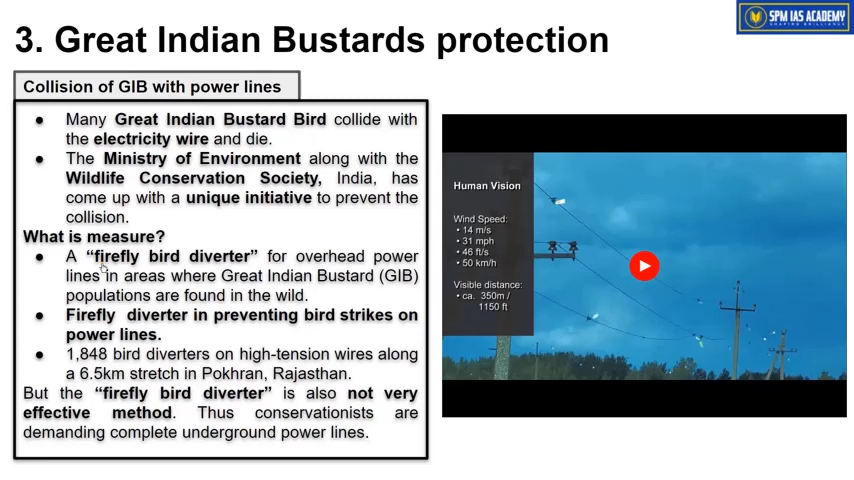 SPM IAS ACADEMY
SHAPING BRILLIANCE
3. Great Indian Bustards protection
Collision of GIB with power lines
● Many Great Indian Bustard Bird collide with
the electricity wire and die.
● The Ministry of Environment along with the
Wildlife Conservation Society, India, has
come up with a unique initiative to prevent the
collision.
What is measure?
● A “firefly bird diverter” for overhead power
lines in areas where Great Indian Bustard (GIB)
populations are found in the wild.
● Firefly diverter in preventing bird strikes on
power lines.
● 1,848 bird diverters on high-tension wires along
a 6.5km stretch in Pokhran, Rajasthan.
But the “firefly bird diverter” is also not very
effective method. Thus conservationists are
demanding complete underground power lines.
Human Vision
Wind Speed:
• 14 m/s
• 31 mph
• 46 ft/s
• 50 km/h
Visible distance:
• ca. 350m /
1150 ft